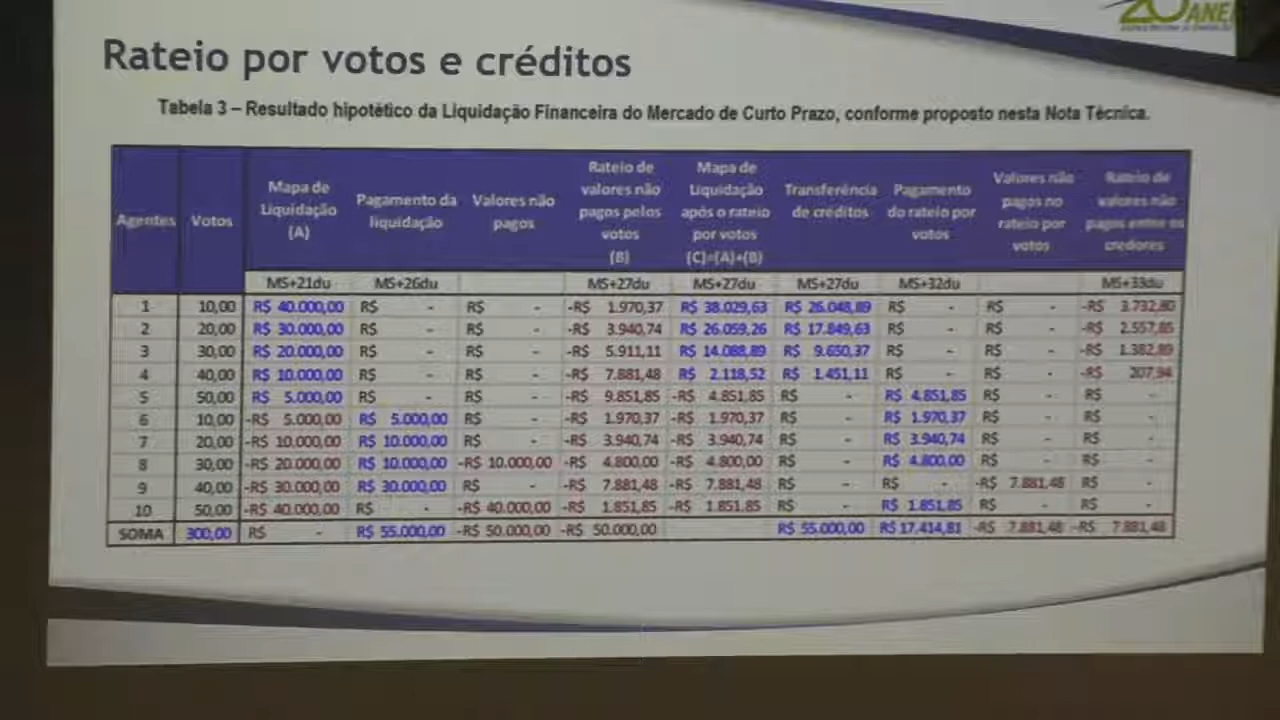 20 ANEEL
Rateio por votos e créditos
Tabela 3 – Resultado hipotético da Liquidação Financeira do Mercado de Curto Prazo, conforme proposto nesta Nota Técnica.
Agentes Votos Mapa de Liquidação (A) Pagamento da liquidação Valores não pagos Rateio de valores não pagos pelos votos (B) Mapa de Liquidação após o rateio por votos (C)=(A)+(B) Transferência de créditos Pagamento do rateio por votos Valores não pagos no rateio por votos Rateio de valores não pagos entre os credores
MS+21du MS+26du MS+27du MS+27du MS+27du MS+32du MS+33du
1 10,00 R$ 40.000,00 R$ - R$ - -R$ 1.970,37 R$ 38.029,63 R$ 26.048,89 R$ - R$ - -R$ 3.732,80
2 20,00 R$ 30.000,00 R$ - R$ - -R$ 3.940,74 R$ 26.059,26 R$ 17.849,63 R$ - R$ - -R$ 2.557,85
3 30,00 R$ 20.000,00 R$ - R$ - -R$ 5.911,11 R$ 14.088,89 R$ 9.650,37 R$ - R$ - -R$ 1.382,89
4 40,00 R$ 10.000,00 R$ - R$ - -R$ 7.881,48 R$ 2.118,52 R$ 1.451,11 R$ - R$ - -R$ 207,94
5 50,00 R$ 5.000,00 R$ - R$ - -R$ 9.851,85 -R$ 4.851,85 R$ - R$ 4.851,85 R$ - R$ -
6 10,00 -R$ 5.000,00 R$ 5.000,00 R$ - -R$ 1.970,37 -R$ 1.970,37 R$ - R$ 1.970,37 R$ - R$ -
7 20,00 -R$ 10.000,00 R$ 10.000,00 R$ - -R$ 3.940,74 -R$ 3.940,74 R$ - R$ 3.940,74 R$ - R$ -
8 30,00 -R$ 20.000,00 R$ 10.000,00 -R$ 10.000,00 -R$ 4.800,00 -R$ 4.800,00 R$ - R$ 4.800,00 R$ - R$ -
9 40,00 -R$ 30.000,00 R$ 30.000,00 R$ - -R$ 7.881,48 -R$ 7.881,48 R$ - R$ - -R$ 7.881,48 R$ -
10 50,00 -R$ 40.000,00 R$ - -R$ 40.000,00 -R$ 1.851,85 -R$ 1.851,85 R$ - R$ 1.851,85 R$ - R$ -
SOMA 300,00 R$ - R$ 55.000,00 -R$ 50.000,00 -R$ 50.000,00 R$ 55.000,00 R$ 17.414,81 -R$ 7.881,48 -R$ 7.881,48